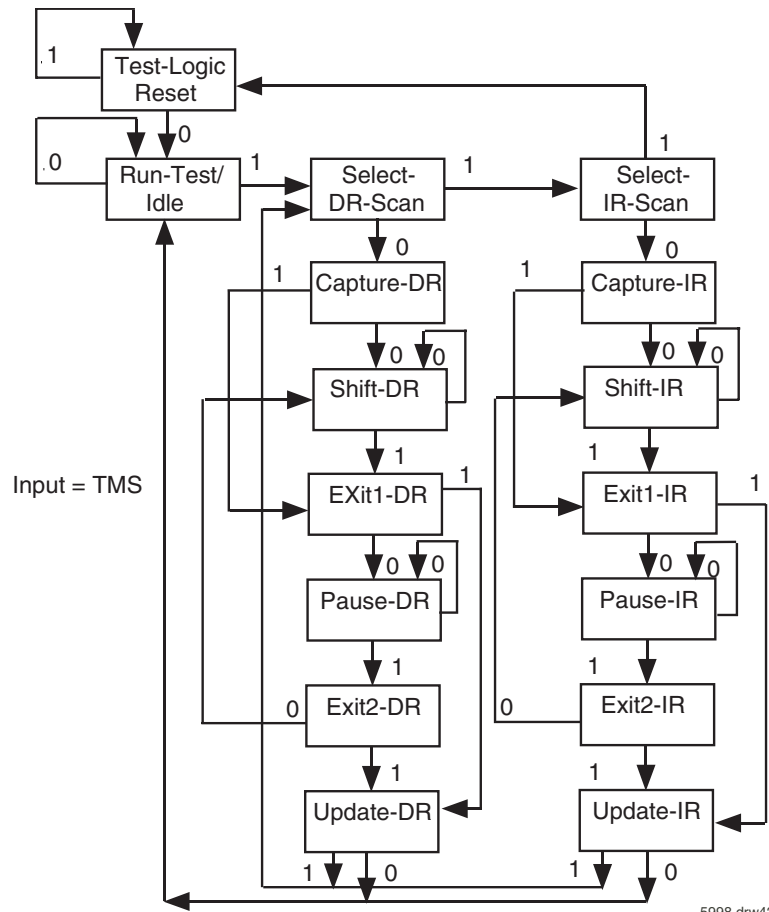 .1
Test-Logic
Reset
0
1
.0
Run-Test/
Idle
1
Select-
DR-Scan
1
Select-
IR-Scan
0
0
1
Capture-DR
1
Capture-IR
0
0
0
0
Shift-DR
Shift-IR
1
1
Input = TMS
EXit1-DR
1
Exit1-IR
1
0
0
0
0
Pause-DR
Pause-IR
1
1
0
Exit2-DR
0
Exit2-IR
1
1
Update-DR
Update-IR
1
0
1
0